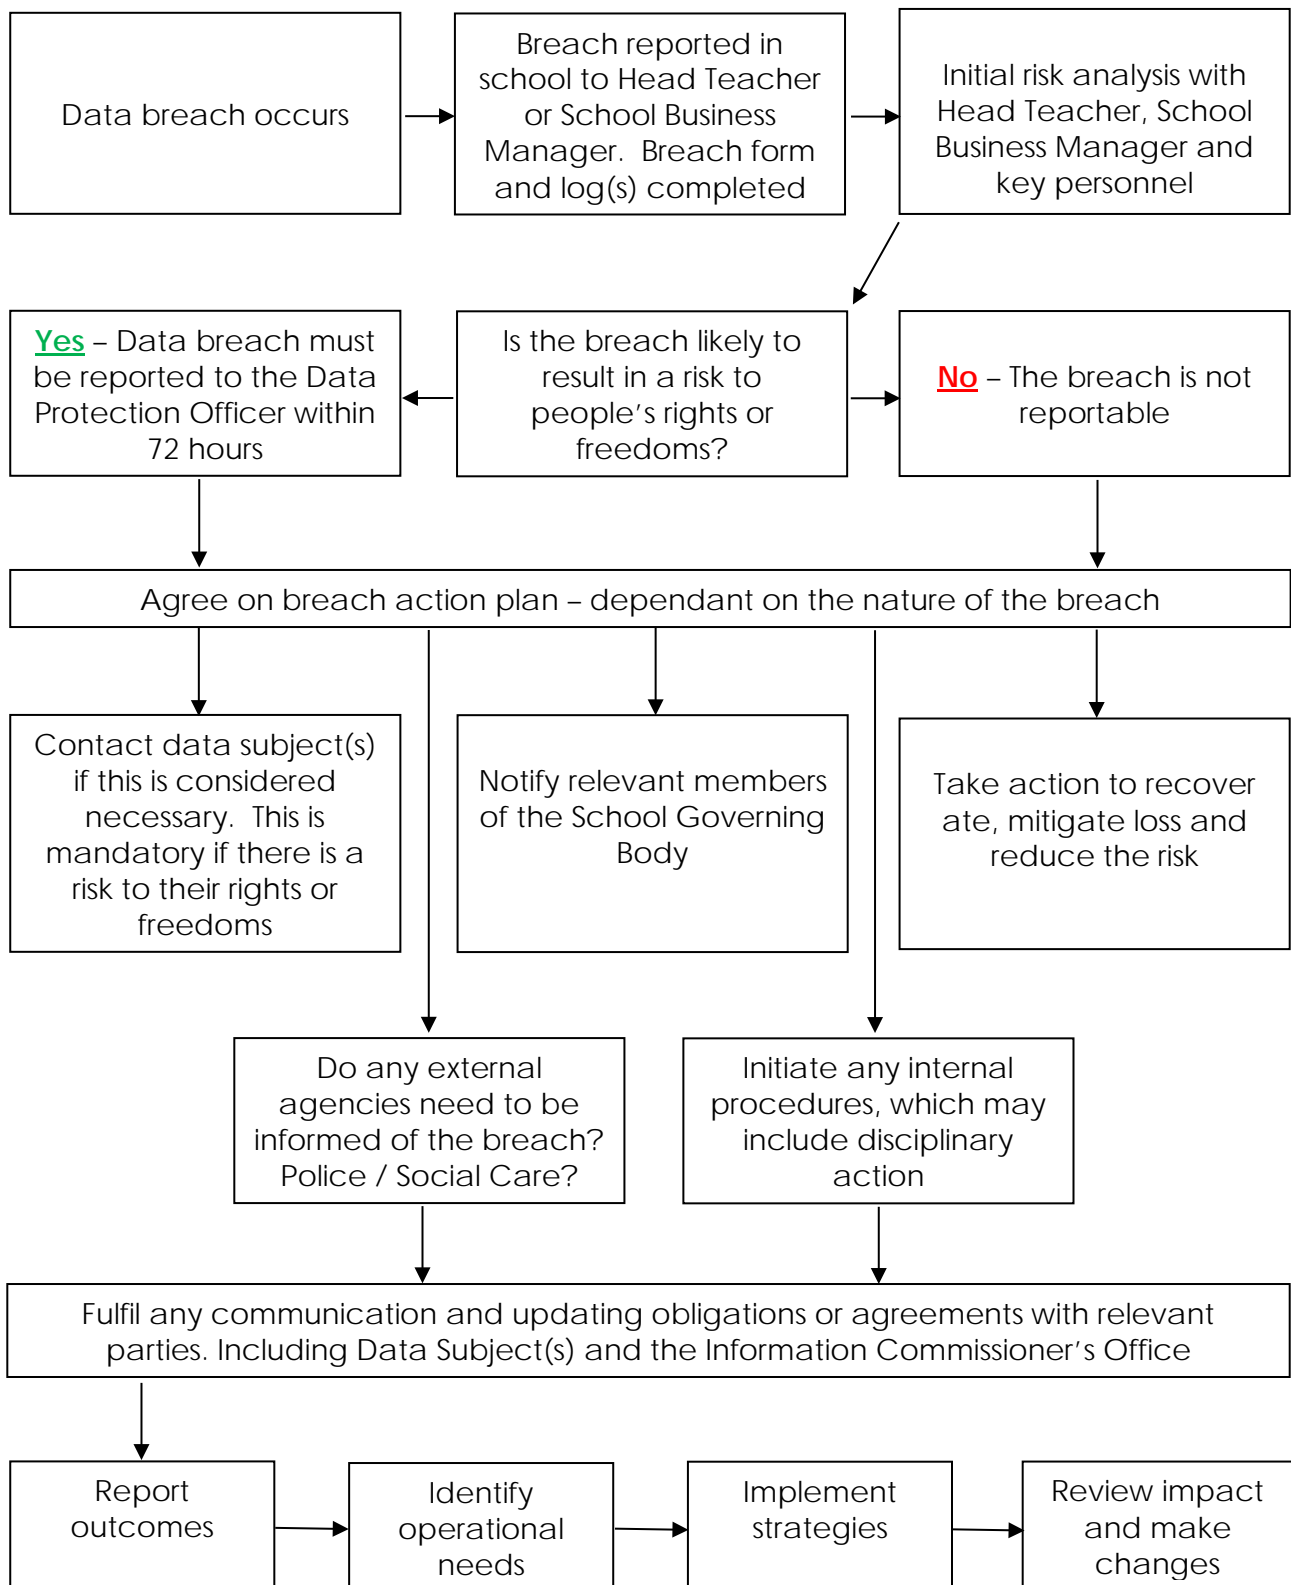 Data breach occurs
Breach reported in
school to Head Teacher
or School Business
Manager.  Breach form
and log(s) completed
Initial risk analysis with
Head Teacher, School
Business Manager and
key personnel
Yes – Data breach must
be reported to the Data
Protection Officer within
72 hours
Is the breach likely to
result in a risk to
people’s rights or
freedoms?
No – The breach is not
reportable
Agree on breach action plan – dependant on the nature of the breach
Contact data subject(s)
if this is considered
necessary.  This is
mandatory if there is a
risk to their rights or
freedoms
Notify relevant members
of the School Governing
Body
Take action to recover
ate, mitigate loss and
reduce the risk
Do any external
agencies need to be
informed of the breach?
Police / Social Care?
Initiate any internal
procedures, which may
include disciplinary
action
Fulfil any communication and updating obligations or agreements with relevant
parties. Including Data Subject(s) and the Information Commissioner’s Office
Report
outcomes
Identify
operational
needs
Implement
strategies
Review impact
and make
changes